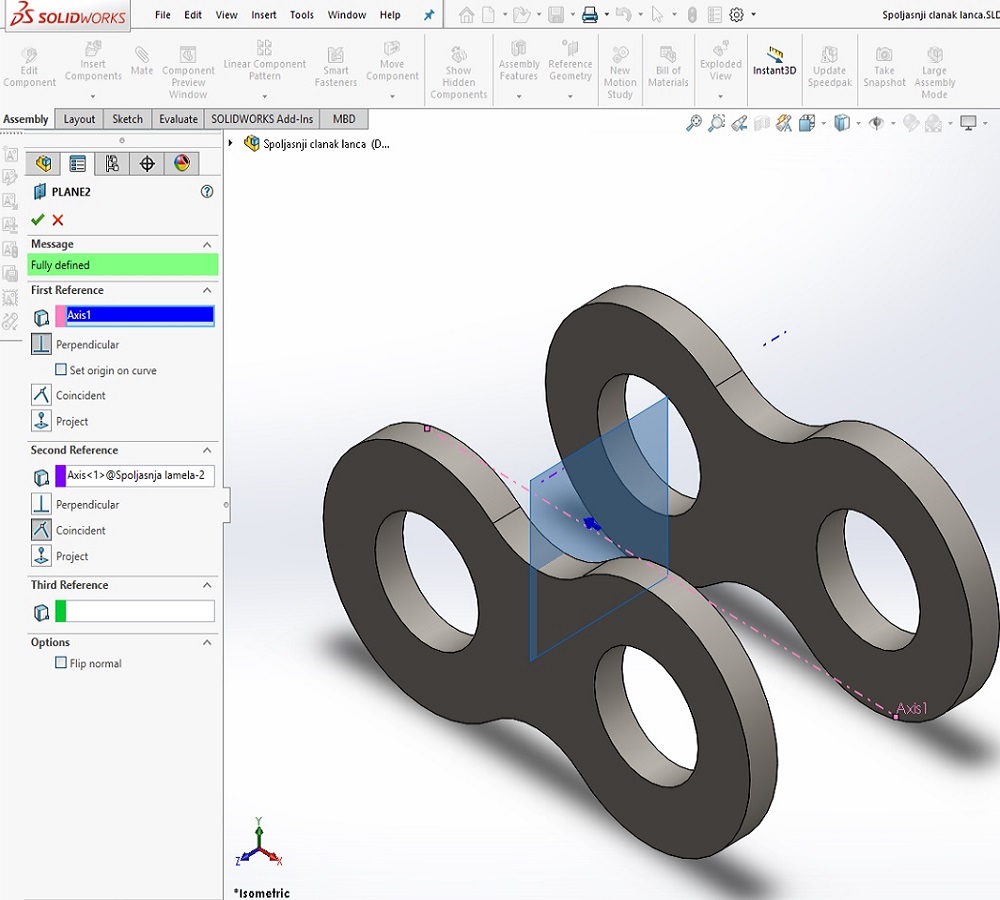 SOLIDWORKS File Edit View Insert Tools Window Help Spoljasnji clanak lanca.SLD
Edit Component
Insert Components
Mate
Component Preview Window
Linear Component Pattern
Smart Fasteners
Move Component
Show Hidden Components
Assembly Features
Reference Geometry
New Motion Study
Bill of Materials
Exploded View
Instant3D
Update Speedpak
Take Snapshot
Large Assembly Mode
Assembly Layout Sketch Evaluate SOLIDWORKS Add-Ins MBD
Spoljasnji clanak lanca (D...
PLANE2
Message
Fully defined
First Reference
Axis1
Perpendicular
Set origin on curve
Coincident
Project
Second Reference
Axis<1>@Spoljasnja lamela-2
Perpendicular
Coincident
Project
Third Reference
Options
Flip normal
Axis1
Y
Z
X
*Isometric